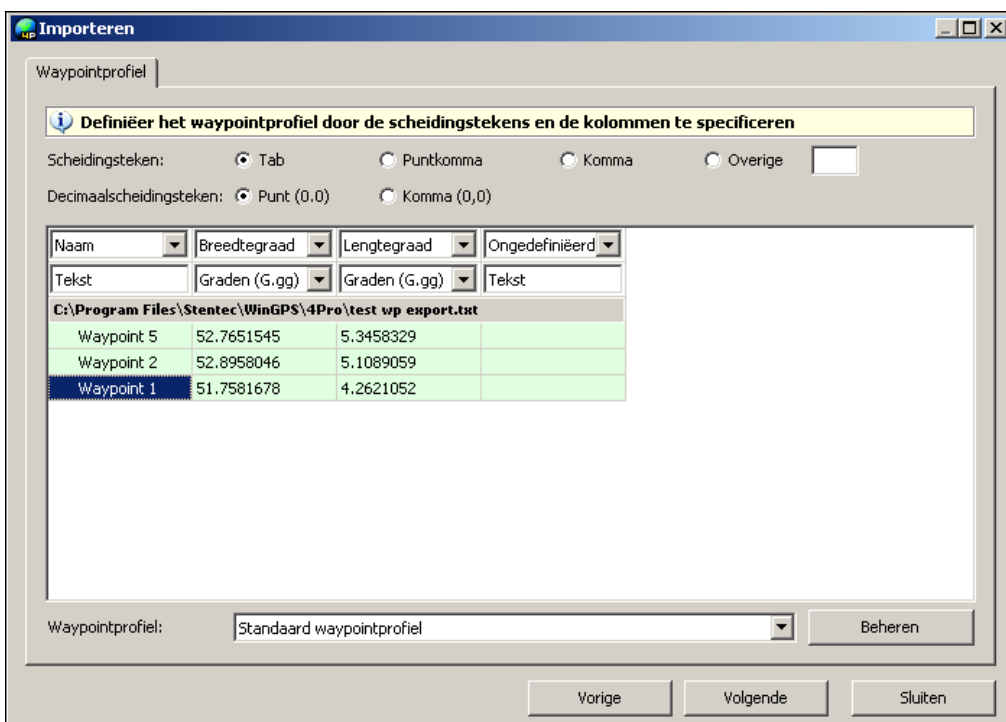 Importeren
Waypointprofiel
Definiëer het waypointprofiel door de scheidingstekens en de kolommen te specificeren
Scheidingsteken: Tab Puntkomma Komma Overige
Decimaalscheidingsteken: Punt (0.0) Komma (0,0)
Naam Breedtegraad Lengtegraad Ongedefiniëerd
Tekst Graden (G.gg) Graden (G.gg) Tekst
C:\Program Files\Stentec\WinGPS\4Pro\test wp export.txt
Waypoint 5 52.7651545 5.3458329
Waypoint 2 52.8958046 5.1089059
Waypoint 1 51.7581678 4.2621052
Waypointprofiel: Standaard waypointprofiel Beheren
Vorige Volgende Sluiten